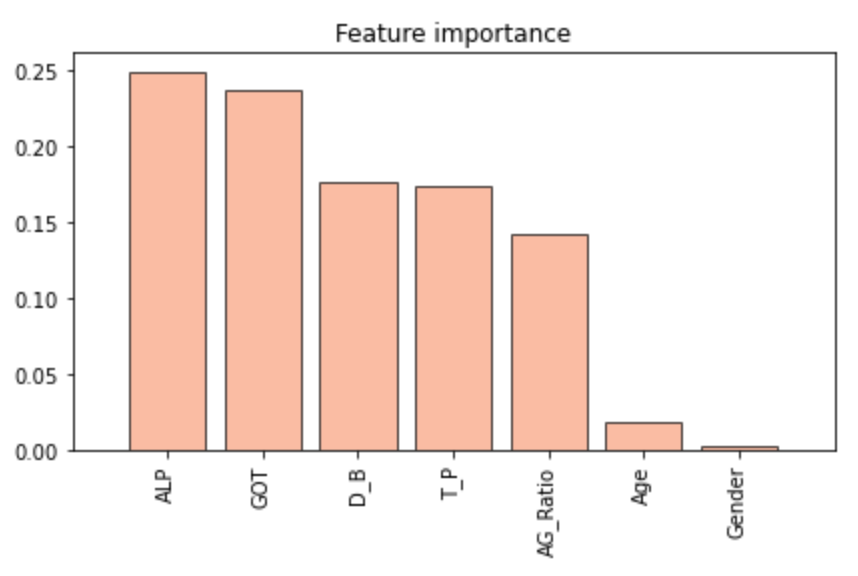 Feature importance
0.25
0.20
0.15
0.10
0.05
0.00
ALP
GOT
D_B
T_P
AG_Ratio
Age
Gender